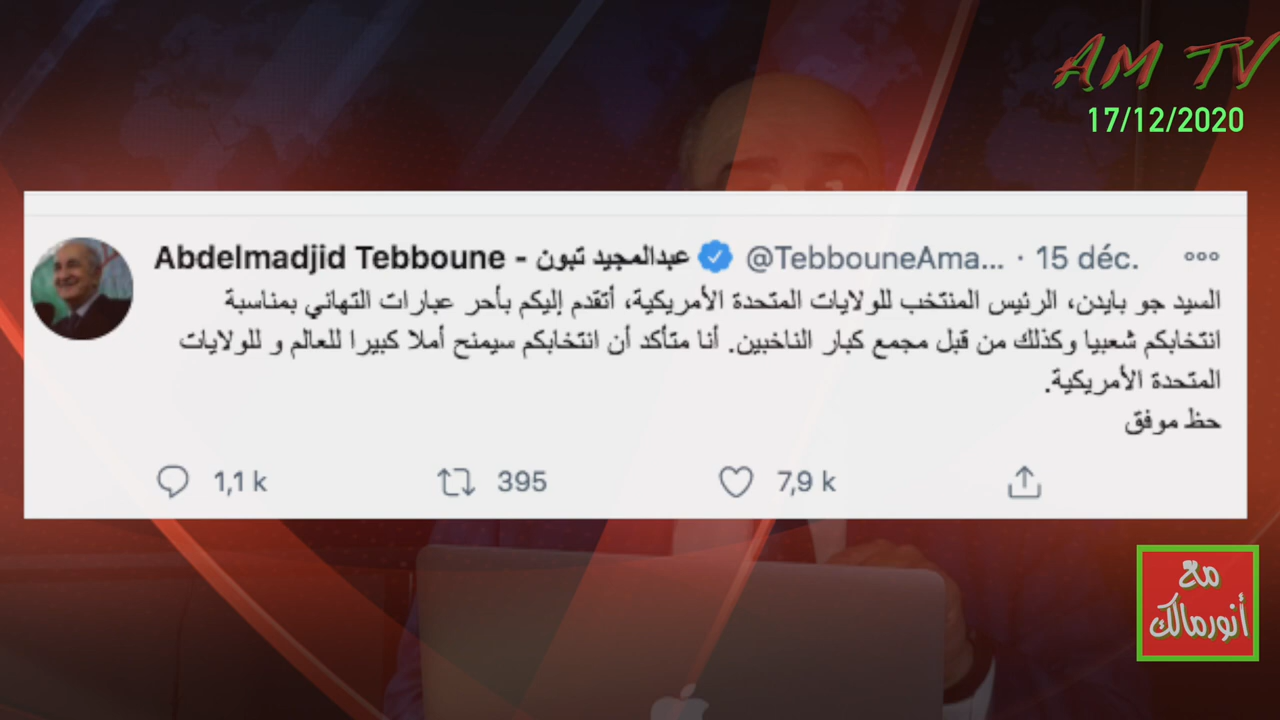 AM TV
17/12/2020
Abdelmadjid Tebboune - عبدالمجيد تبون @TebbouneAma... · 15 déc.
السيد جو بايدن، الرئيس المنتخب للولايات المتحدة الأمريكية، أتقدم إليكم بأحر عبارات التهاني بمناسبة
انتخابكم شعبيا وكذلك من قبل مجمع كبار الناخبين. أنا متأكد أن انتخابكم سيمنح أملا كبيرا للعالم و للولايات
المتحدة الأمريكية.
حظ موفق
1,1 k 395 7,9 k
مع
أنورمالك